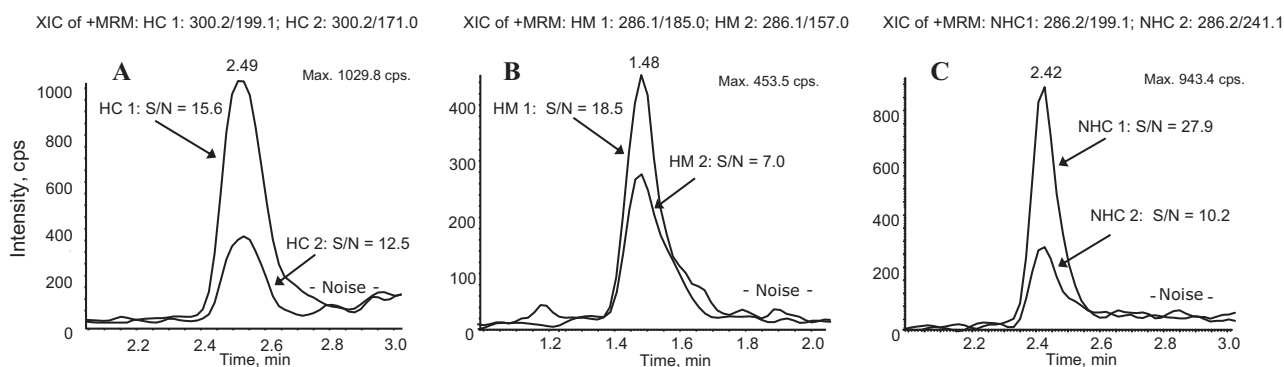 XIC of +MRM: HC 1: 300.2/199.1; HC 2: 300.2/171.0
A
2.49
Max. 1029.8 cps.
HC 1: S/N = 15.6
HC 2: S/N = 12.5
- Noise -
Intensity, cps
1000
800
600
400
200
0
2.2
2.4
2.6
2.8
3.0
Time, min
XIC of +MRM: HM 1: 286.1/185.0; HM 2: 286.1/157.0
B
1.48
Max. 453.5 cps.
HM 1: S/N = 18.5
HM 2: S/N = 7.0
- Noise -
400
300
200
100
0
1.2
1.4
1.6
1.8
2.0
Time, min
XIC of +MRM: NHC1: 286.2/199.1; NHC 2: 286.2/241.1
C
2.42
Max. 943.4 cps.
NHC 1: S/N = 27.9
NHC 2: S/N = 10.2
- Noise -
800
600
400
200
0
2.2
2.4
2.6
2.8
3.0
Time, min